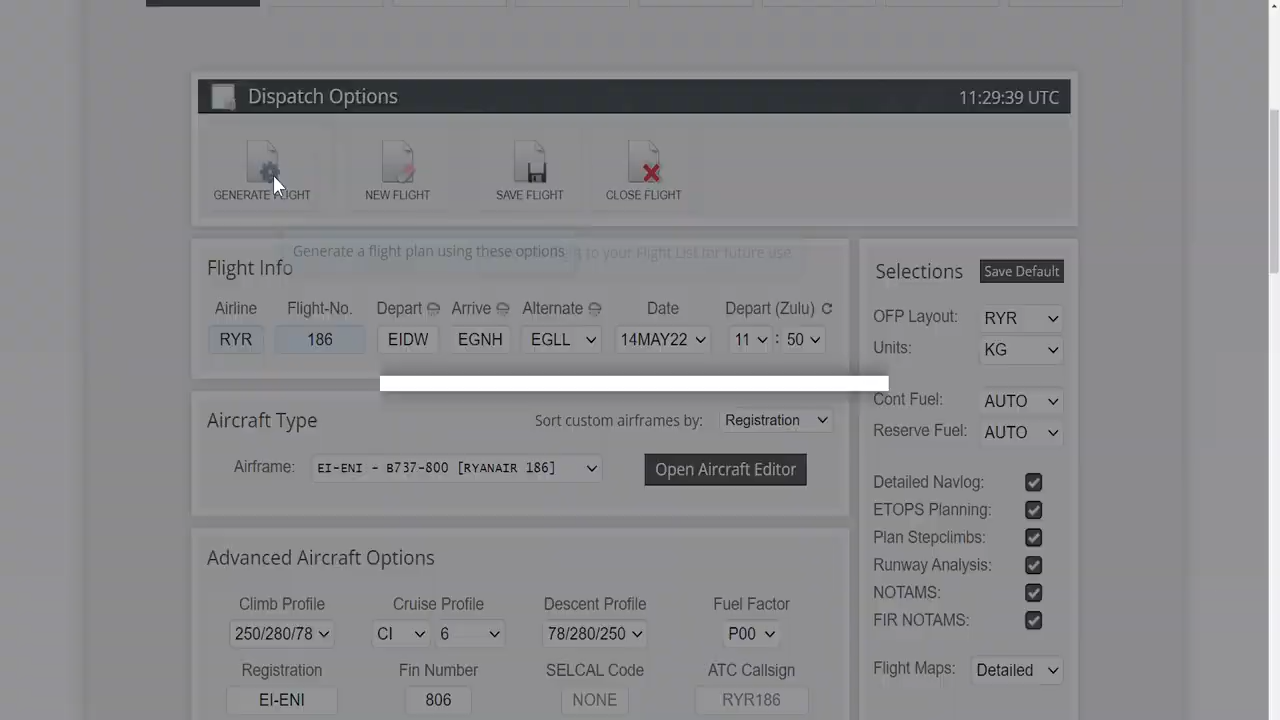 Dispatch Options 11:29:39 UTC
GENERATE FLIGHT NEW FLIGHT SAVE FLIGHT CLOSE FLIGHT
Generate a flight plan using these options to your Flight List for future use
Flight Info
Airline Flight-No. Depart Arrive Alternate Date Depart (Zulu)
RYR 186 EIDW EGNH EGLL 14MAY22 11 : 50
Selections Save Default
OFP Layout: RYR
Units: KG
Cont Fuel: AUTO
Reserve Fuel: AUTO
Detailed Navlog:
ETOPS Planning:
Plan Stepclimbs:
Runway Analysis:
NOTAMS:
FIR NOTAMS:
Flight Maps: Detailed
Aircraft Type Sort custom airframes by: Registration
Airframe: EI-ENI - B737-800 [RYANAIR 186] Open Aircraft Editor
Advanced Aircraft Options
Climb Profile Cruise Profile Descent Profile Fuel Factor
250/280/78 CI 6 78/280/250 P00
Registration Fin Number SELCAL Code ATC Callsign
EI-ENI 806 NONE RYR186